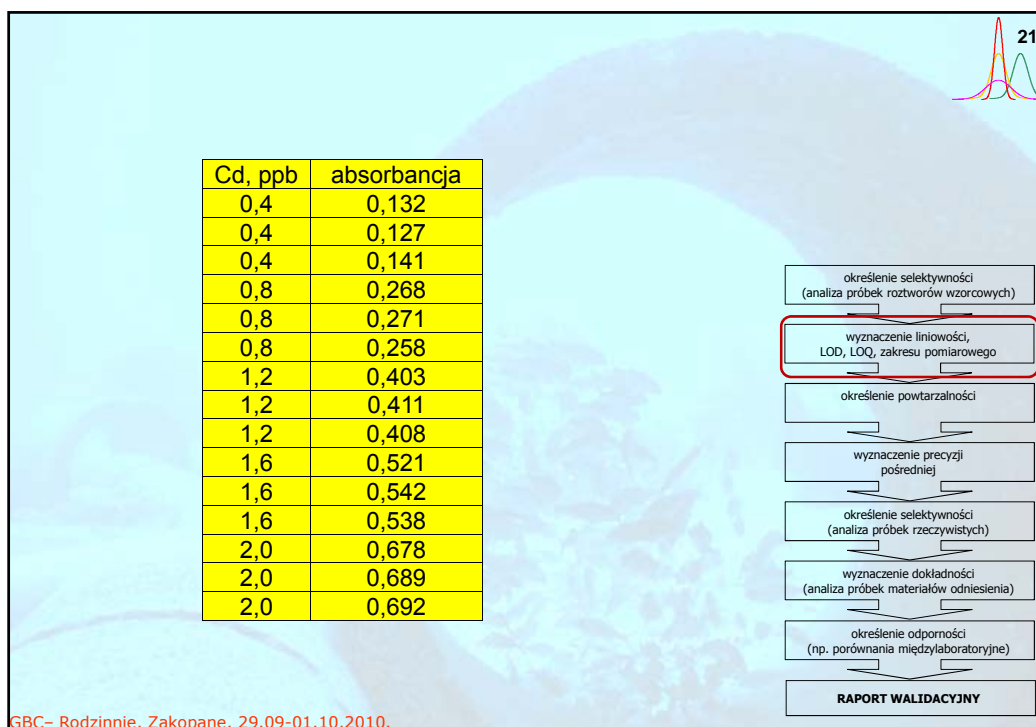 21
Cd, ppb absorbancja
0,4 0,132
0,4 0,127
0,4 0,141
0,8 0,268
0,8 0,271
0,8 0,258
1,2 0,403
1,2 0,411
1,2 0,408
1,6 0,521
1,6 0,542
1,6 0,538
2,0 0,678
2,0 0,689
2,0 0,692
określenie selektywności
(analiza próbek roztworów wzorcowych)
wyznaczenie liniowości,
LOD, LOQ, zakresu pomiarowego
określenie powtarzalności
wyznaczenie precyzji
pośredniej
określenie selektywności
(analiza próbek rzeczywistych)
wyznaczenie dokładności
(analiza próbek materiałów odniesienia)
określenie odporności
(np. porównania międzylaboratoryjne)
RAPORT WALIDACYJNY
GBC– Rodzinnie, Zakopane, 29.09-01.10.2010.